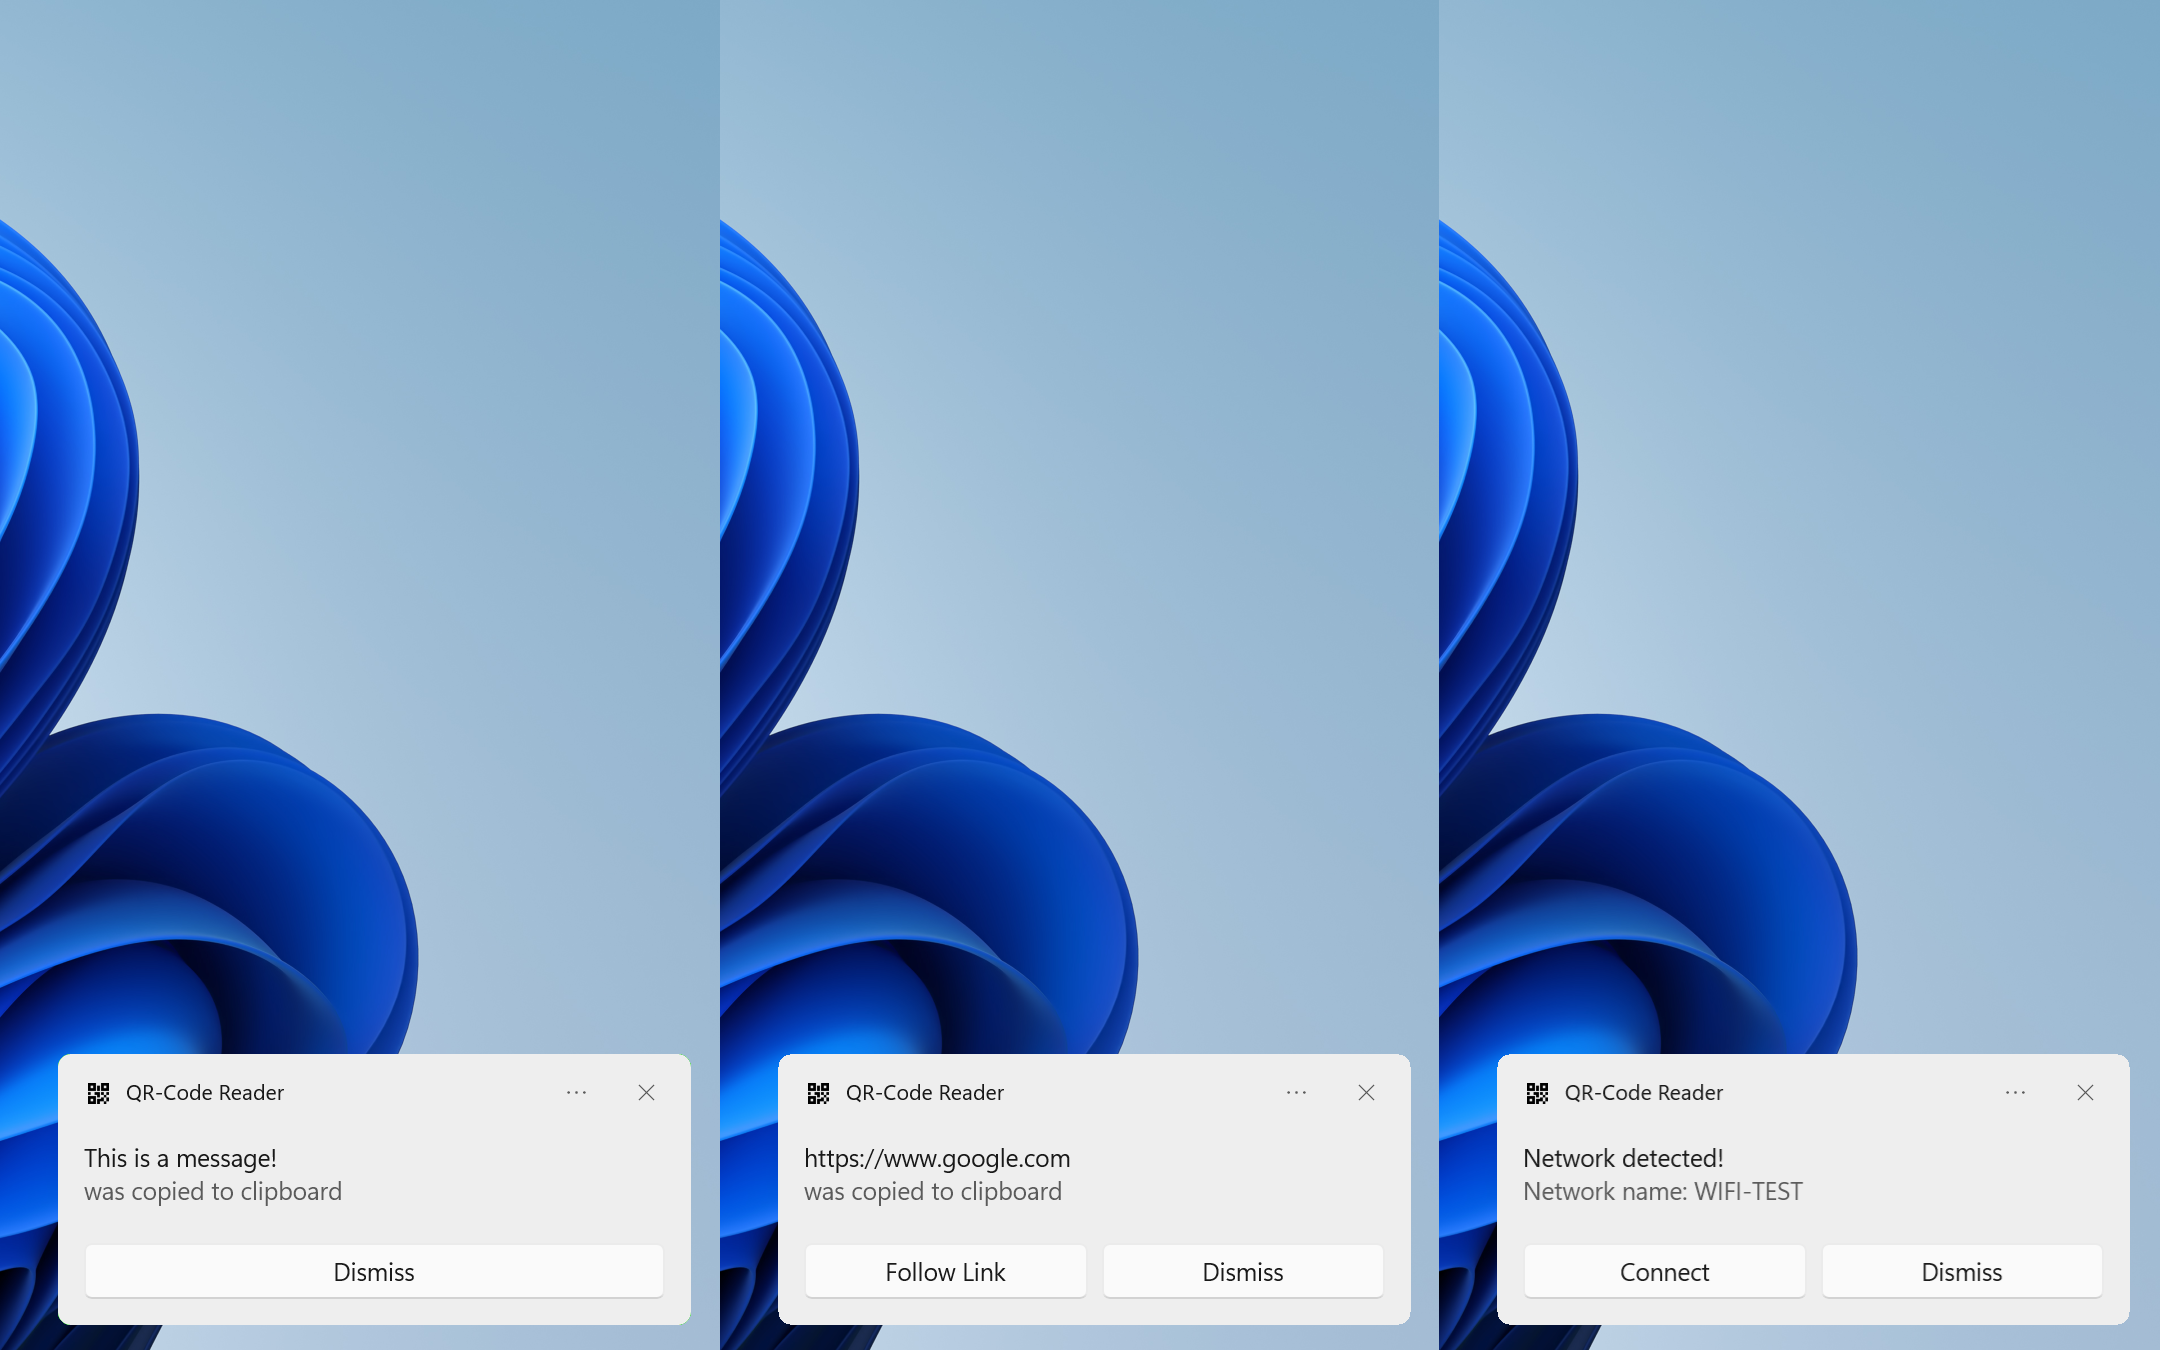 QR-Code Reader
This is a message!
was copied to clipboard
Dismiss
QR-Code Reader
https://www.google.com
was copied to clipboard
Follow Link
Dismiss
QR-Code Reader
Network detected!
Network name: WIFI-TEST
Connect
Dismiss